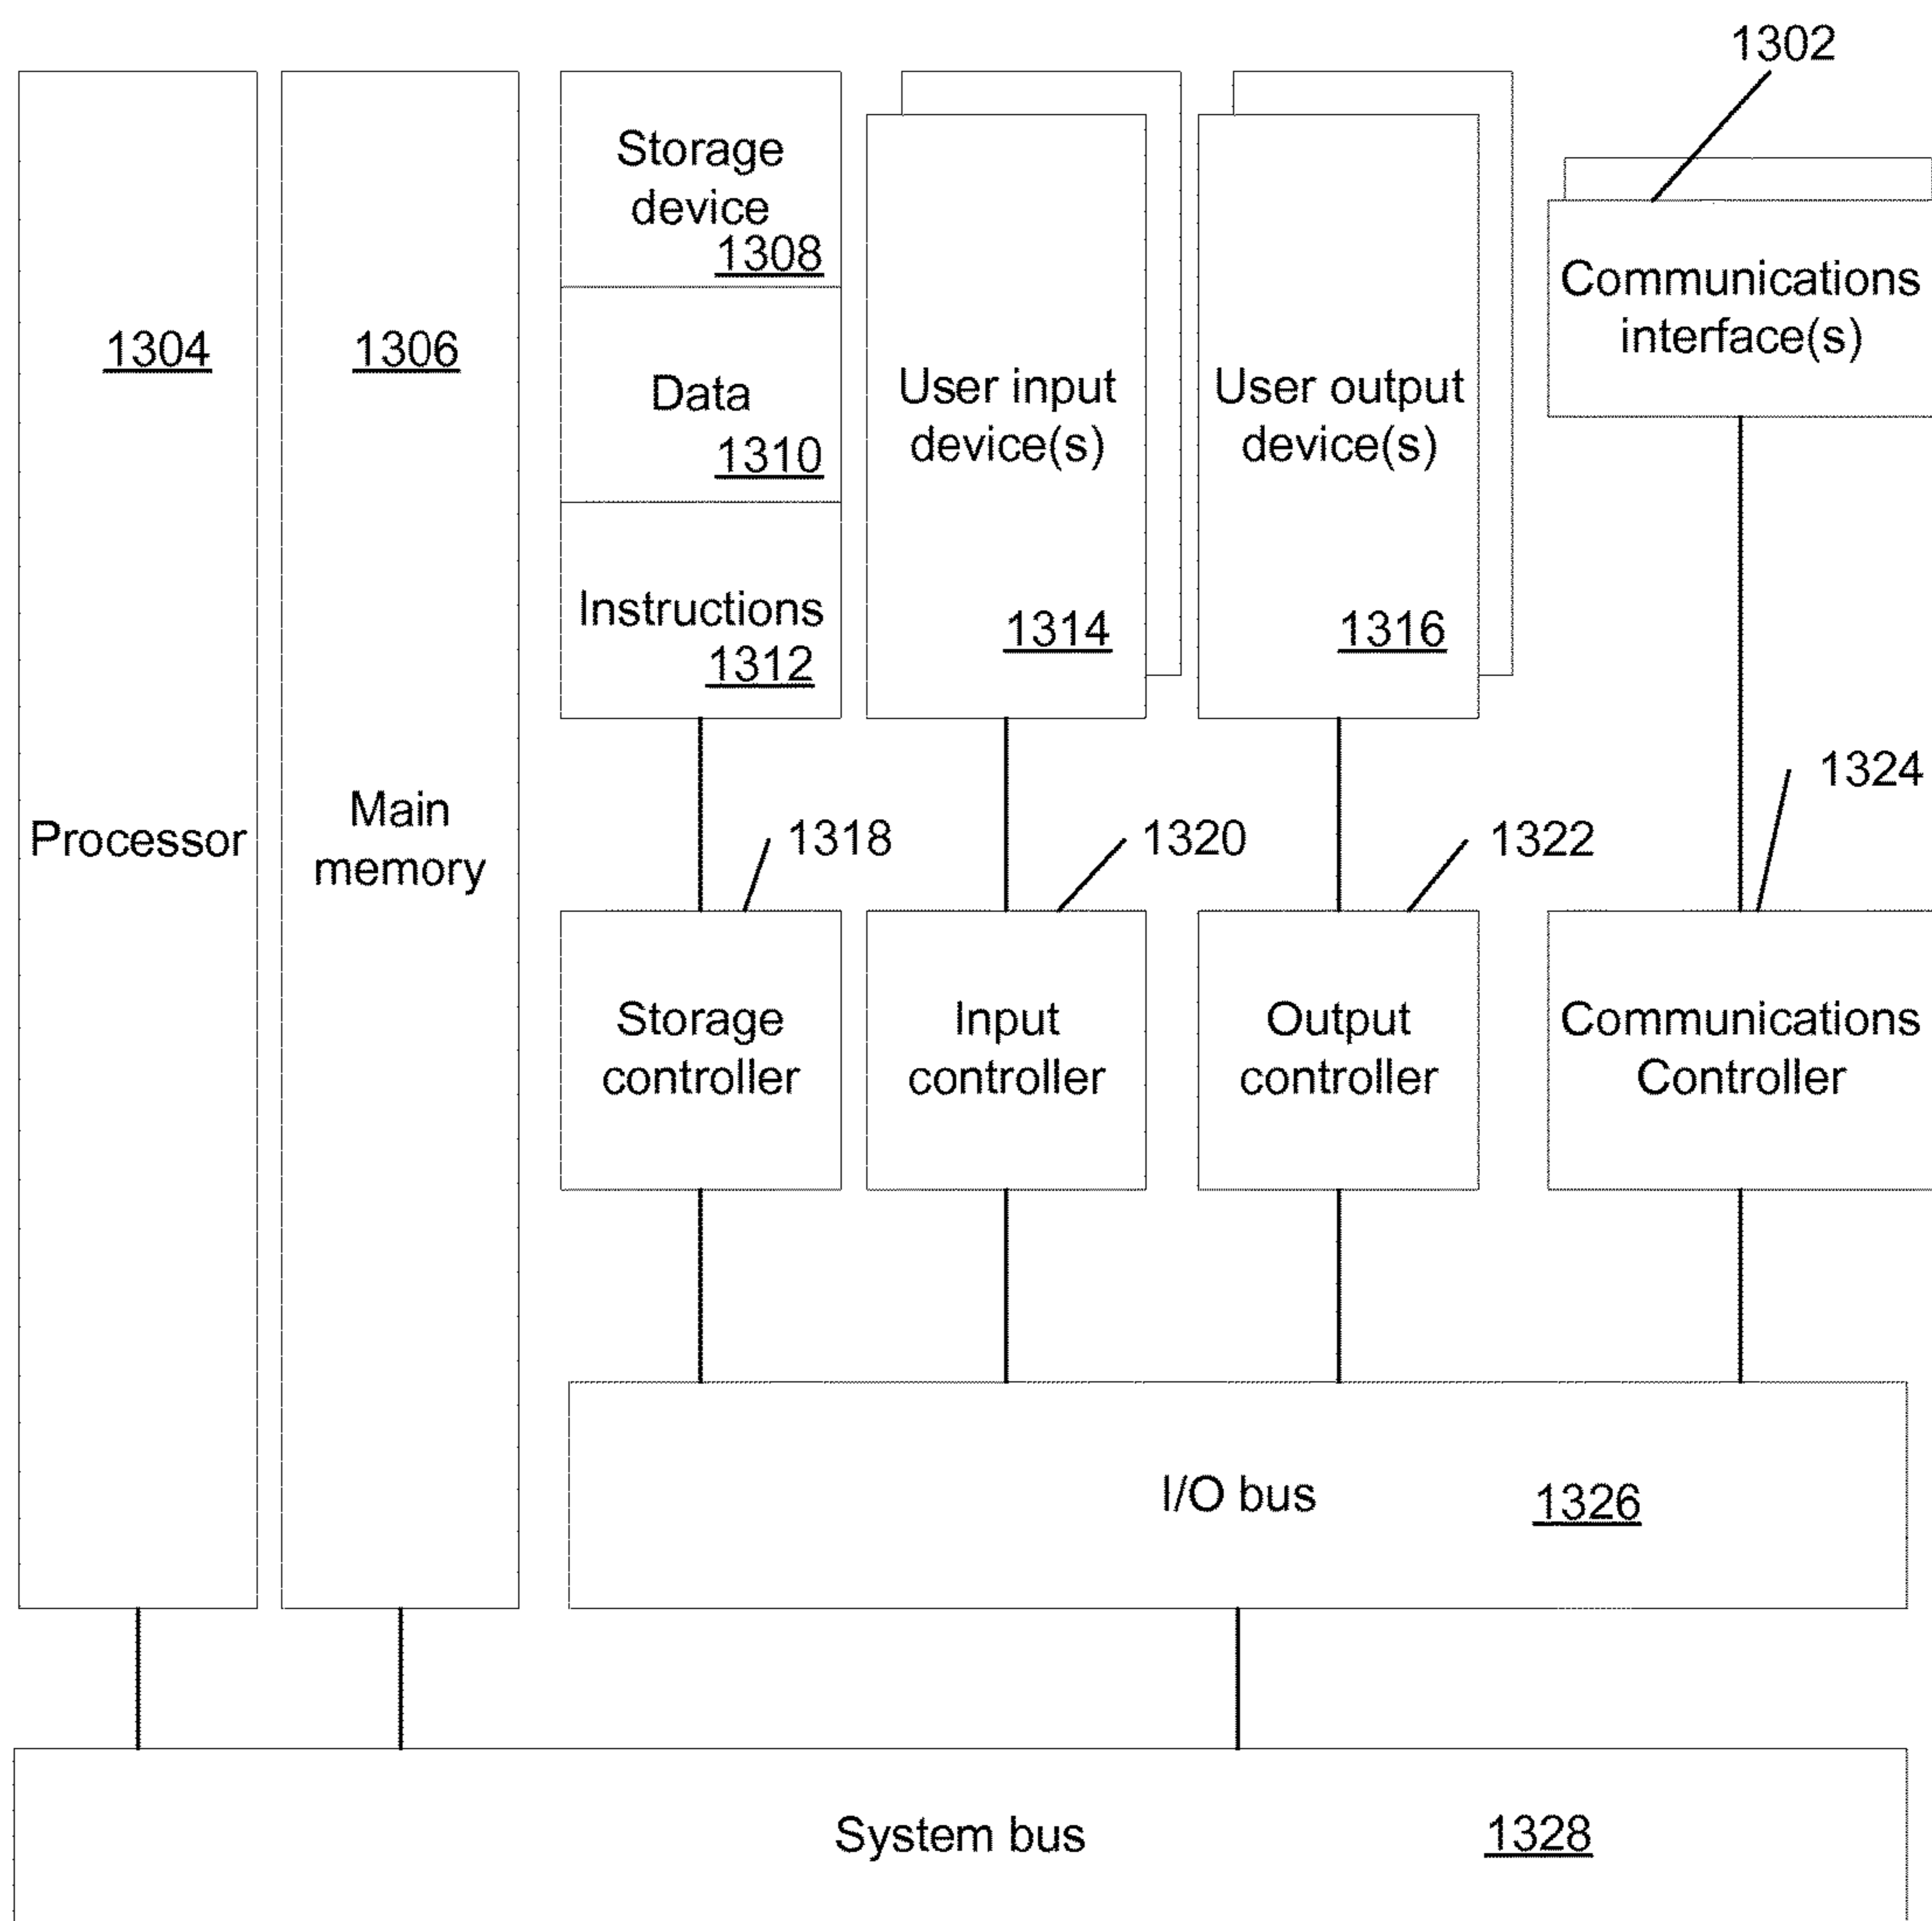 1302
Storage
device
1308
Communications
interface(s)
1304
1306
Data
1310
User input
device(s)
User output
device(s)
Instructions
1312
1314
1316
1324
Processor
Main
memory
1318
1320
1322
Storage
controller
Input
controller
Output
controller
Communications
Controller
I/O bus
1326
System bus
1328